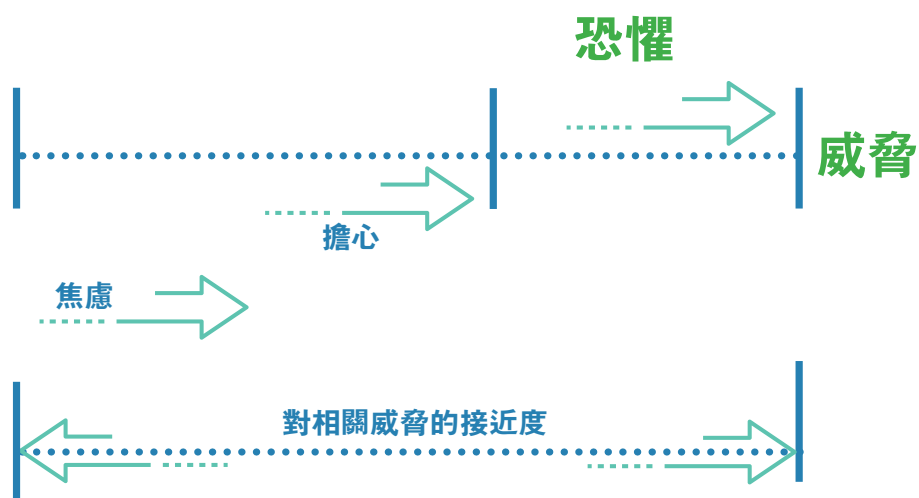 恐懼
威脅
擔心
焦慮
對相關威脅的接近度